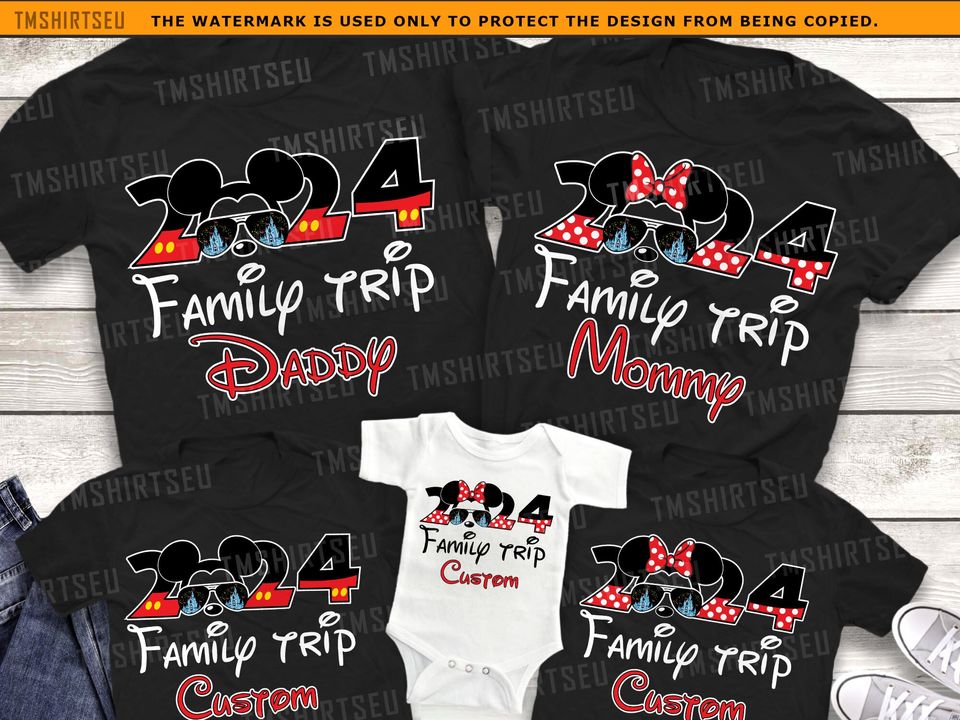 TMSHIRTSEU THE WATERMARK IS USED ONLY TO PROTECT THE DESIGN FROM BEING COPIED.
2024
FAMILY TRIP
DADDY
2024
FAMILY TRIP
MOMMY
2024
FAMILY TRIP
CUSTOM
2024
FAMILY TRIP
CUSTOM
2024
FAMILY TRIP
CUSTOM
TMSHIRTSEU